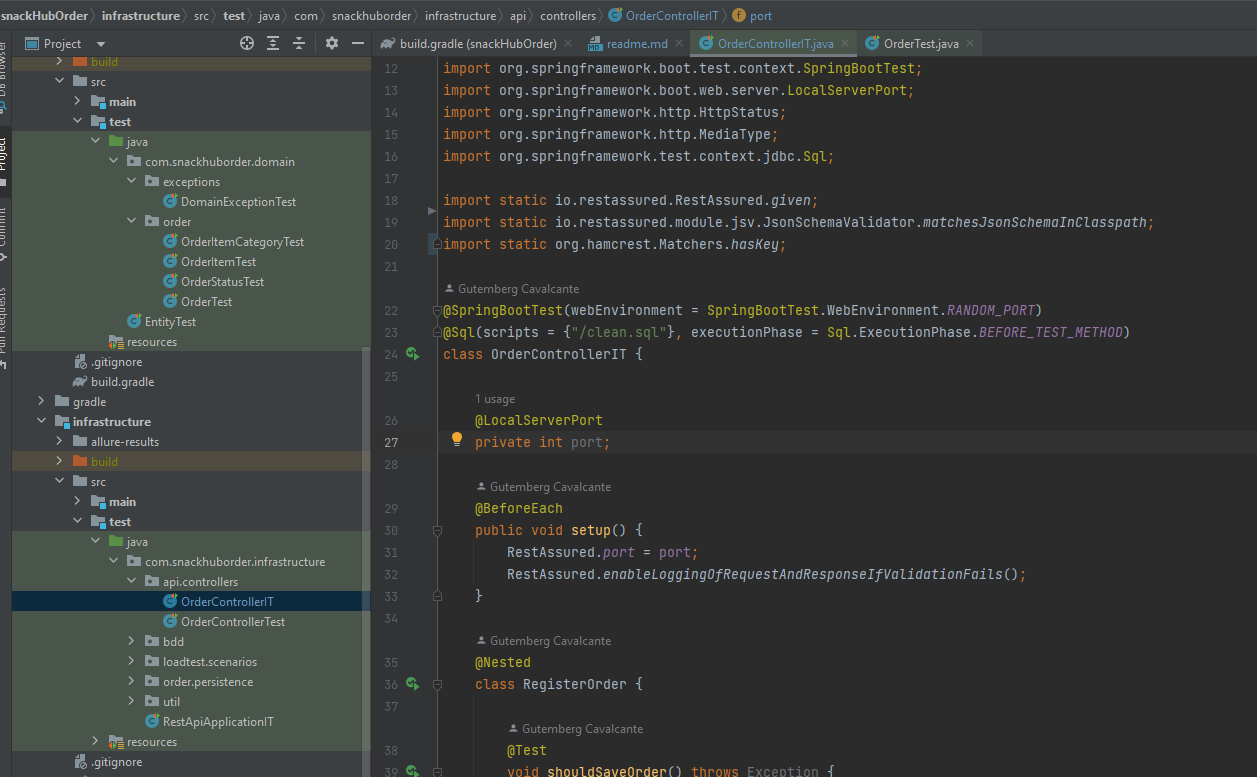 snackHubOrder infrastructure src test java com snackhuborder infrastructure api controllers OrderControllerIT port
Project
build.gradle (snackHubOrder) readme.md OrderControllerIT.java OrderTest.java
DB Browser
Project
Commit
Pull Requests
build
src
main
test
java
com.snackhuborder.domain
exceptions
DomainExceptionTest
order
OrderItemCategoryTest
OrderItemTest
OrderStatusTest
OrderTest
EntityTest
resources
.gitignore
build.gradle
gradle
infrastructure
allure-results
build
src
main
test
java
com.snackhuborder.infrastructure
api.controllers
OrderControllerIT
OrderControllerTest
bdd
loadtest.scenarios
order.persistence
util
RestApiApplicationIT
resources
.gitignore
12 import org.springframework.boot.test.context.SpringBootTest;
13 import org.springframework.boot.web.server.LocalServerPort;
14 import org.springframework.http.HttpStatus;
15 import org.springframework.http.MediaType;
16 import org.springframework.test.context.jdbc.Sql;
17
18 import static io.restassured.RestAssured.given;
19 import static io.restassured.module.jsv.JsonSchemaValidator.matchesJsonSchemaInClasspath;
20 import static org.hamcrest.Matchers.hasKey;
21
Gutemberg Cavalcante
22 @SpringBootTest(webEnvironment = SpringBootTest.WebEnvironment.RANDOM_PORT)
23 @Sql(scripts = {"/clean.sql"}, executionPhase = Sql.ExecutionPhase.BEFORE_TEST_METHOD)
24 class OrderControllerIT {
25
1 usage
26 @LocalServerPort
27 private int port;
28
Gutemberg Cavalcante
29 @BeforeEach
30 public void setup() {
31 RestAssured.port = port;
32 RestAssured.enableLoggingOfRequestAndResponseIfValidationFails();
33 }
34
Gutemberg Cavalcante
35 @Nested
36 class RegisterOrder {
37
Gutemberg Cavalcante
38 @Test
39 void shouldSaveOrder() throws Exception {